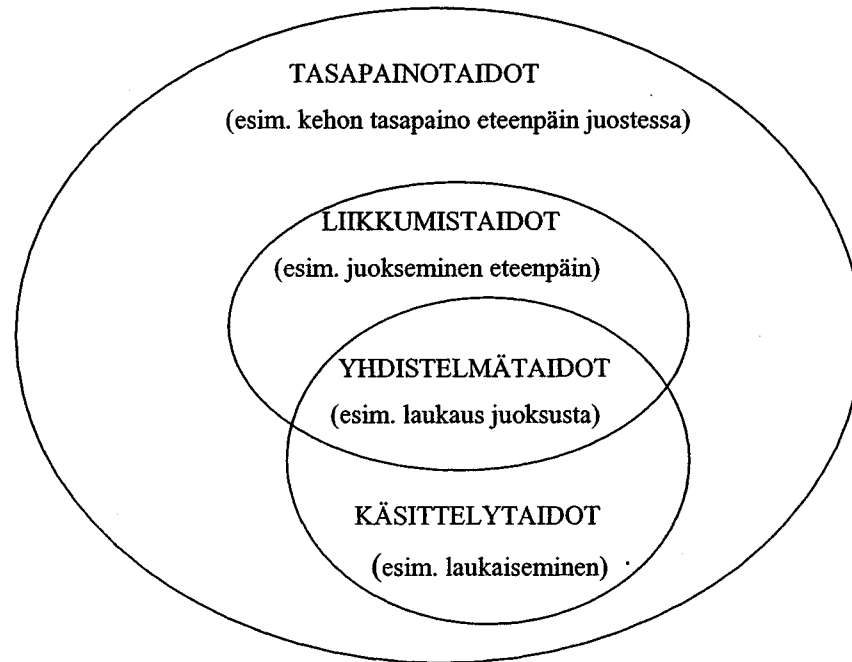 TASAPAINOTAIDOT
(esim. kehon tasapaino eteenpäin juostessa)
LIIKKUMISTAIDOT
(esim. juokseminen eteenpäin)
YHDISTELMÄTAIDOT
(esim. laukaus juoksusta)
KÄSITTELYTAIDOT
(esim. laukaiseminen)